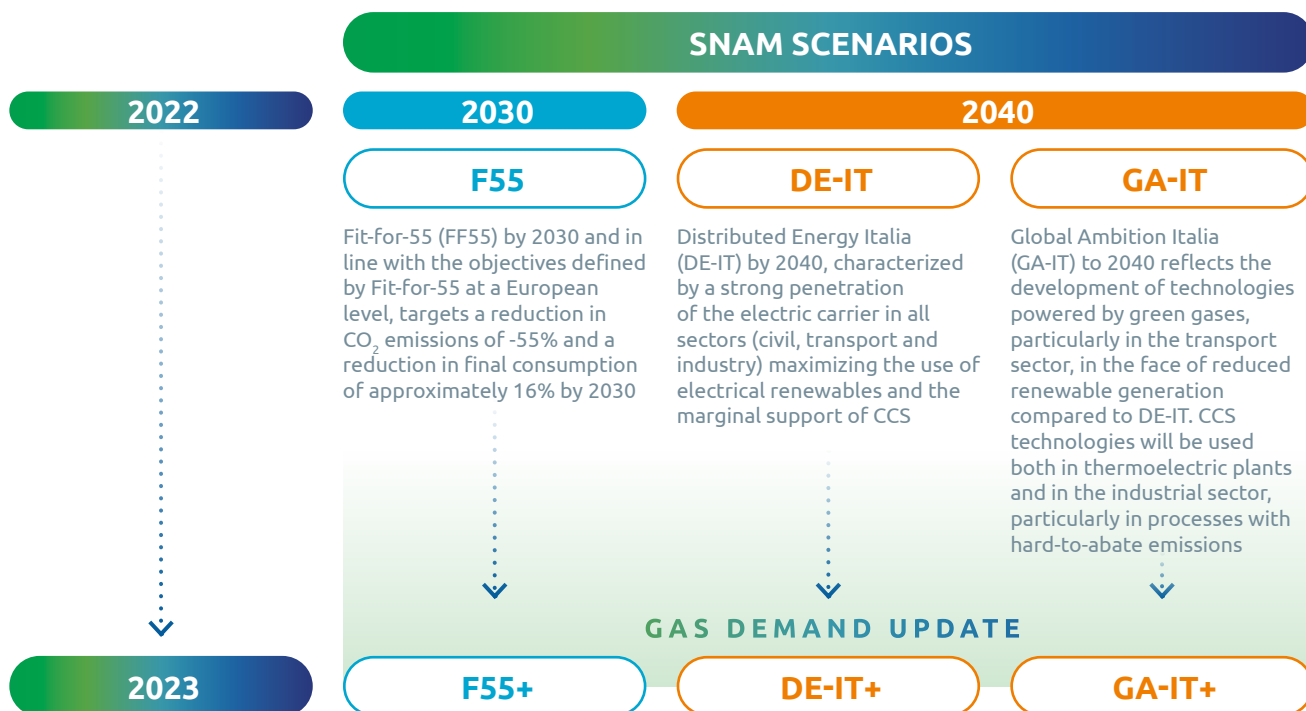 SNAM SCENARIOS
2022
2030
2040
F55
DE-IT
GA-IT
Fit-for-55 (FF55) by 2030 and in
line with the objectives defined
by Fit-for-55 at a European
level, targets a reduction in
CO₂ emissions of -55% and a
reduction in final consumption
of approximately 16% by 2030
Distributed Energy Italia
(DE-IT) by 2040, characterized
by a strong penetration
of the electric carrier in all
sectors (civil, transport and
industry) maximizing the use of
electrical renewables and the
marginal support of CCS
Global Ambition Italia
(GA-IT) to 2040 reflects the
development of technologies
powered by green gases,
particularly in the transport
sector, in the face of reduced
renewable generation
compared to DE-IT. CCS
technologies will be used
both in thermoelectric plants
and in the industrial sector,
particularly in processes with
hard-to-abate emissions
GAS DEMAND UPDATE
2023
F55+
DE-IT+
GA-IT+